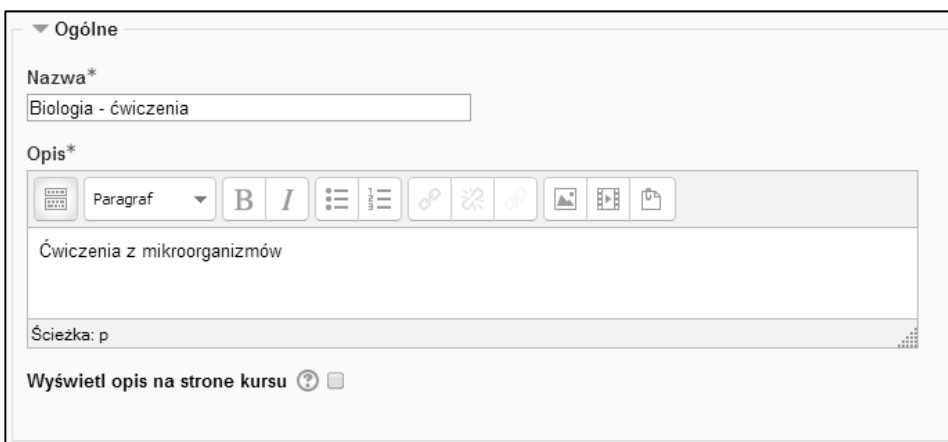 Ogólne
Nazwa*
Biologia - ćwiczenia
Opis*
Paragraf B I
Ćwiczenia z mikroorganizmów
Ścieżka: p
Wyświetl opis na strone kursu ?